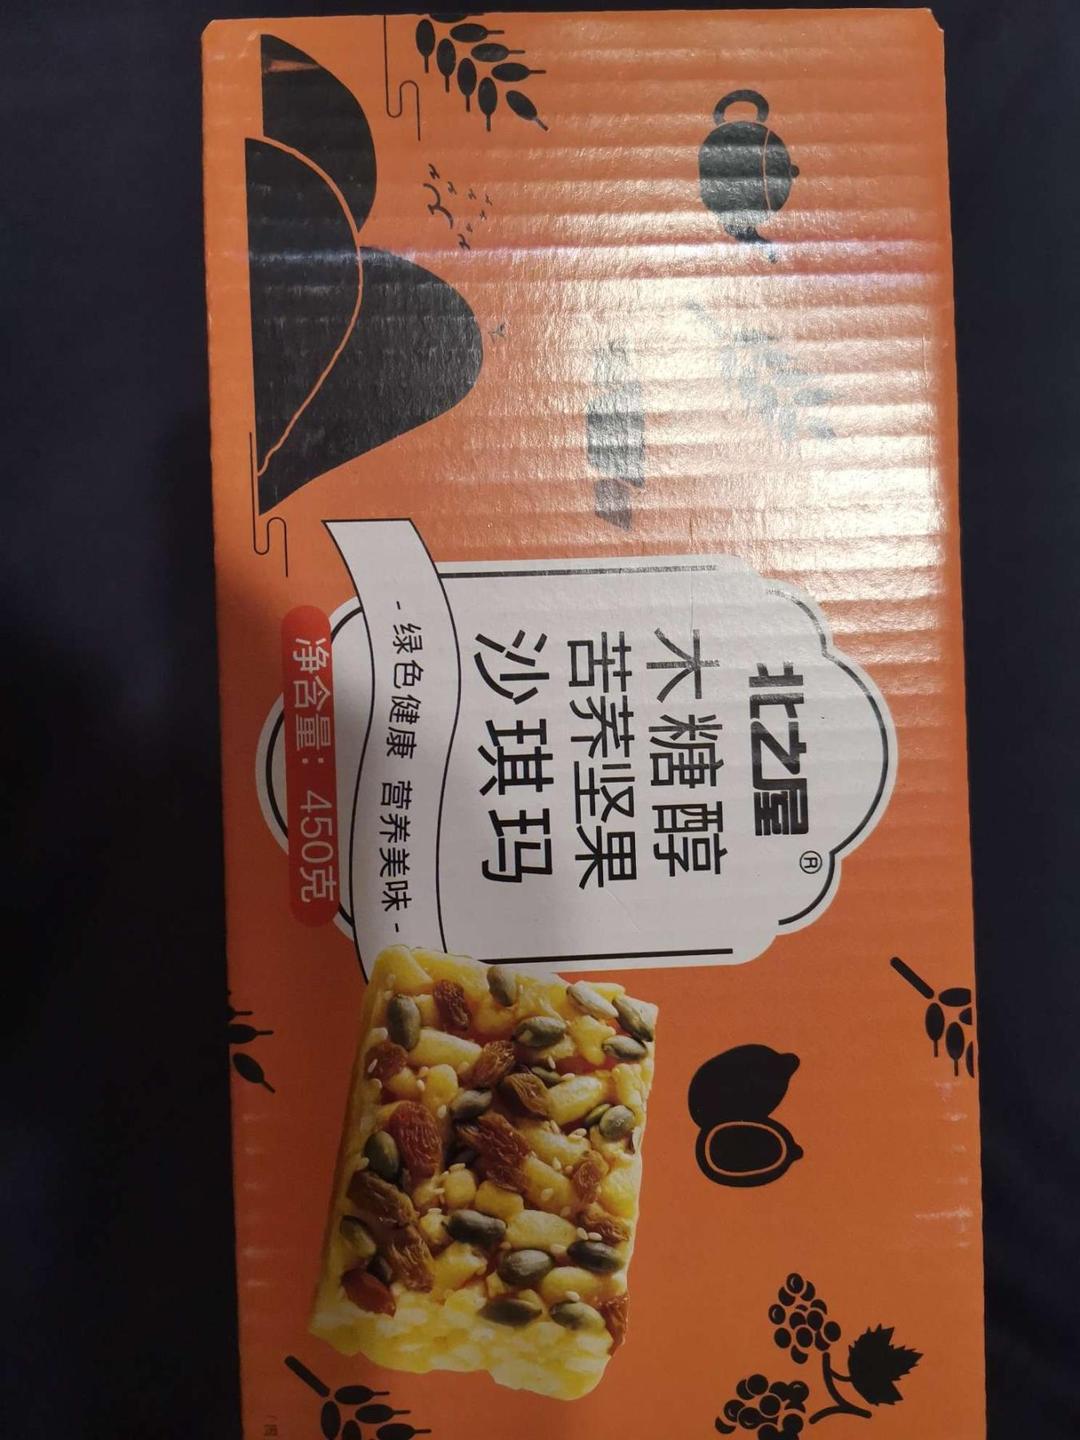 北之屋®
木糖醇
苦荞坚果
沙琪玛
- 绿色健康 营养美味 -
净含量：450克